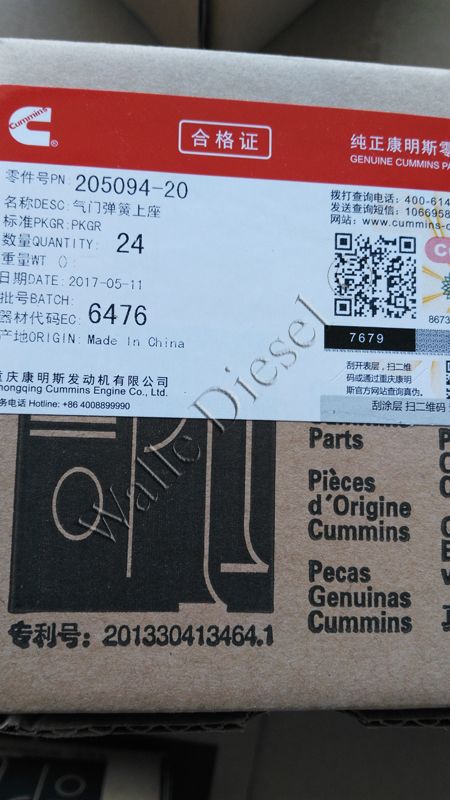 Cummins
合格证
纯正康明斯零
GENUINE CUMMINS PA
零件号PN: 205094-20
名称DESC: 气门弹簧上座
标准PKGR: PKGR
数量QUANTITY: 24
重量WT ():
日期DATE: 2017-05-11
批号BATCH:
器材代码EC: 6476
产地ORIGIN: Made In China
拨打查询电话: 400-614
发送查询短信: 1066958
网站: www.cummins-c
Co
8673
7679
刮开表层, 扫二维
码或通过重庆康明
斯官方网站查询真伪。
刮涂层 扫二维码
重庆康明斯发动机有限公司
hongqing Cummins Engine Co., Ltd.
务电话 Hotline: +86 4008899990
Walle Diesel
Cummins
Parts
Pièces
d'Origine
Cummins
Pecas
Genuinas
Cummins
专利号: 201330413464.1